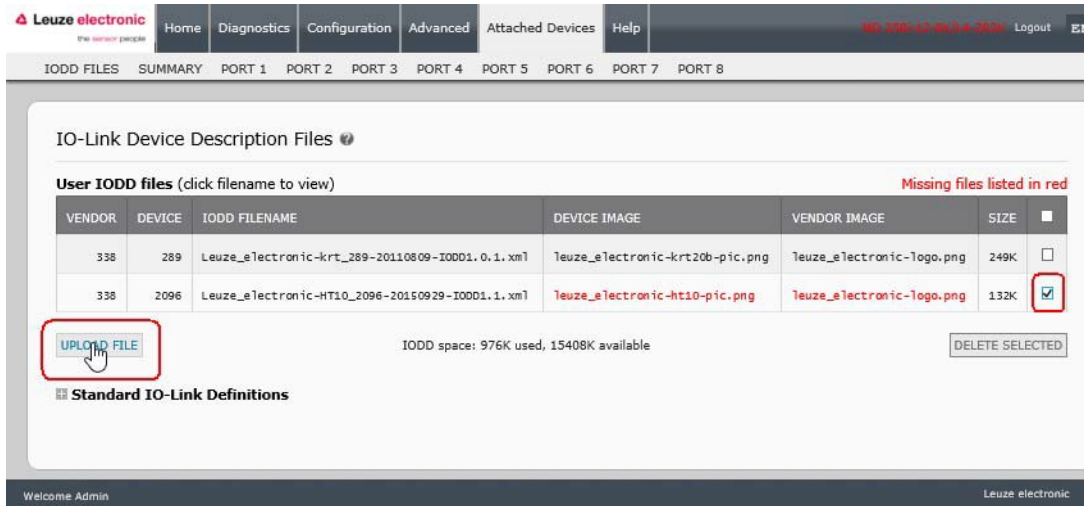 Leuze electronic
the sensor people
Home Diagnostics Configuration Advanced Attached Devices Help Logout
IODD FILES SUMMARY PORT 1 PORT 2 PORT 3 PORT 4 PORT 5 PORT 6 PORT 7 PORT 8
IO-Link Device Description Files
User IODD files (click filename to view) Missing files listed in red
VENDOR DEVICE IODD FILENAME DEVICE IMAGE VENDOR IMAGE SIZE
338 289 Leuze_electronic-krt_289-20110809-IODD1.0.1.xml leuze_electronic-krt20b-pic.png leuze_electronic-logo.png 249K
338 2096 Leuze_electronic-HT10_2096-20150929-IODD1.1.xml leuze_electronic-ht10-pic.png leuze_electronic-logo.png 132K
UPLOAD FILE IODD space: 976K used, 15408K available DELETE SELECTED
Standard IO-Link Definitions
Welcome Admin Leuze electronic